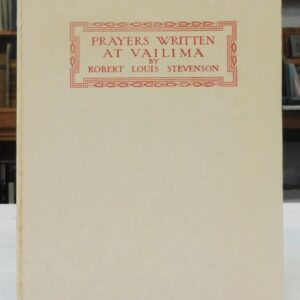 PRAYERS WRITTEN
AT VAILIMA
BY
ROBERT LOUIS STEVENSON